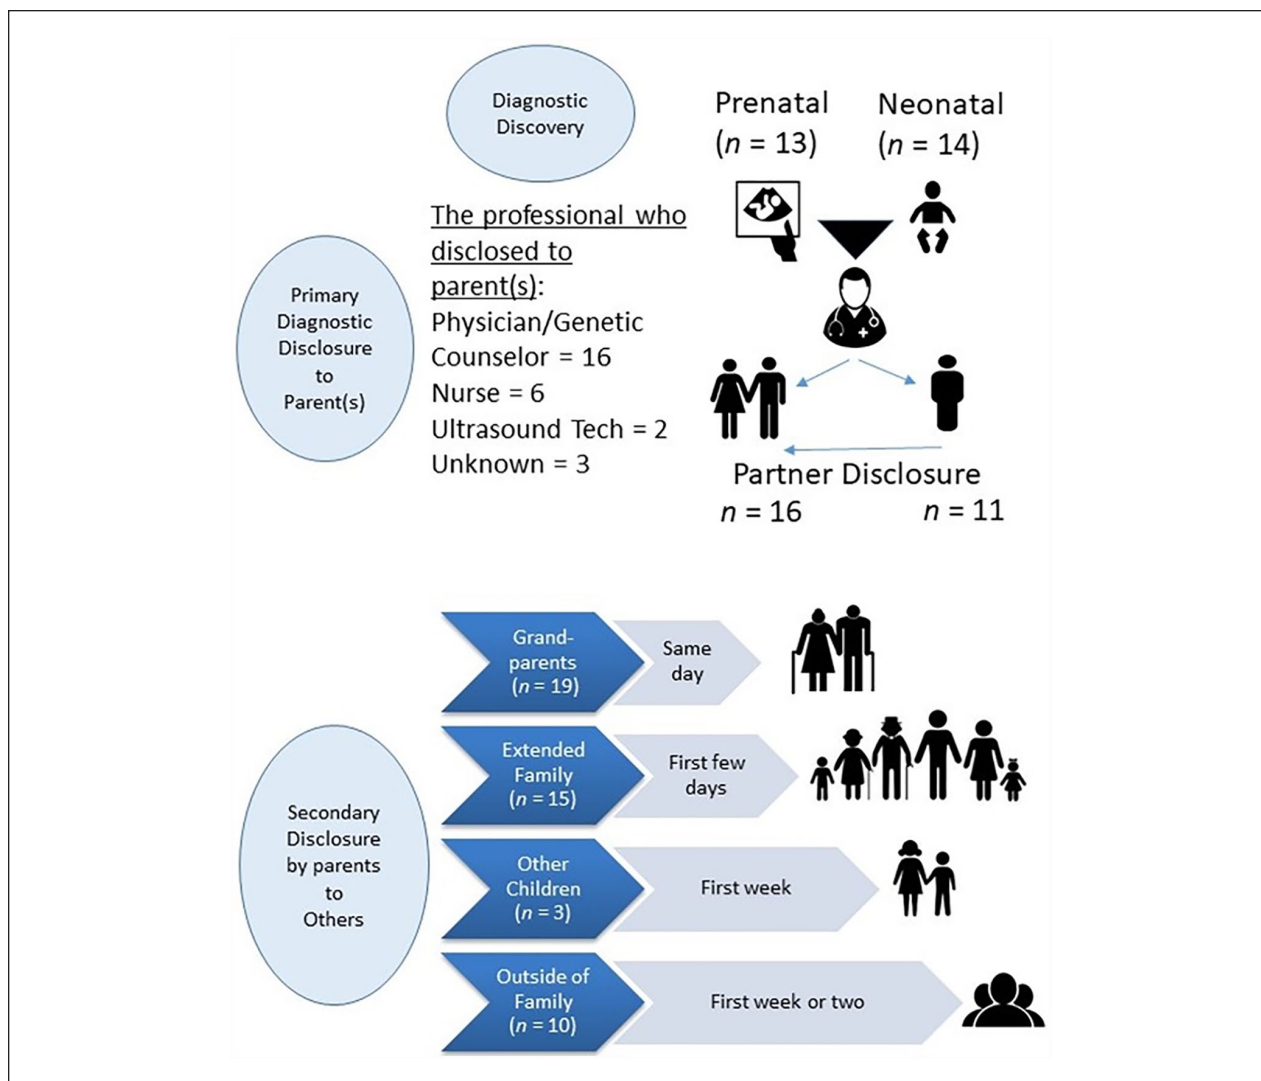 Diagnostic
Discovery
Prenatal
(n = 13)
Neonatal
(n = 14)
Primary
Diagnostic
Disclosure
to
Parent(s)
The professional who
disclosed to
parent(s):
Physician/Genetic
Counselor = 16
Nurse = 6
Ultrasound Tech = 2
Unknown = 3
Partner Disclosure
n = 16
n = 11
Secondary
Disclosure
by parents
to
Others
Grand-
parents
(n = 19)
Same
day
Extended
Family
(n = 15)
First few
days
Other
Children
(n = 3)
First week
Outside of
Family
(n = 10)
First week or two